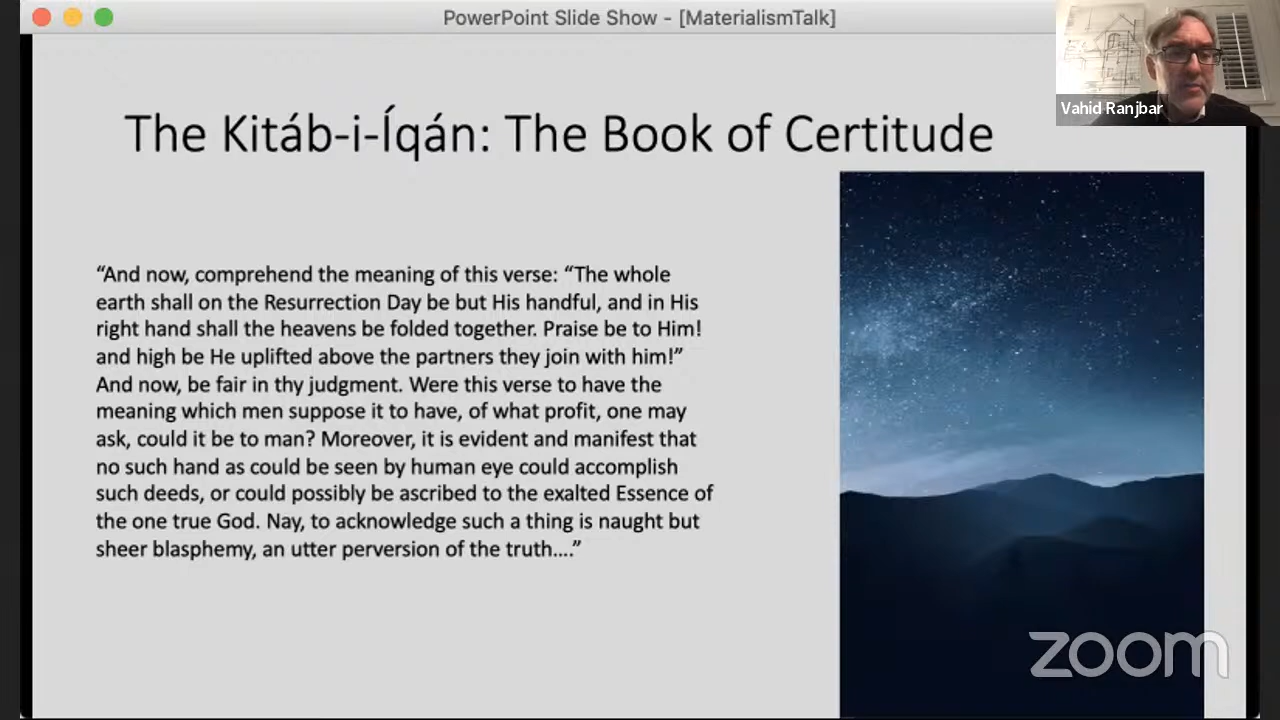 PowerPoint Slide Show - [MaterialismTalk]
Vahid Ranjbar
The Kitáb-i-Íqán: The Book of Certitude
“And now, comprehend the meaning of this verse: “The whole
earth shall on the Resurrection Day be but His handful, and in His
right hand shall the heavens be folded together. Praise be to Him!
and high be He uplifted above the partners they join with him!”
And now, be fair in thy judgment. Were this verse to have the
meaning which men suppose it to have, of what profit, one may
ask, could it be to man? Moreover, it is evident and manifest that
no such hand as could be seen by human eye could accomplish
such deeds, or could possibly be ascribed to the exalted Essence of
the one true God. Nay, to acknowledge such a thing is naught but
sheer blasphemy, an utter perversion of the truth....”
zoom